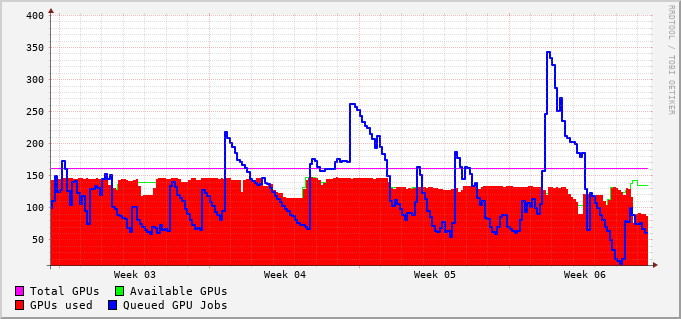 400
350
300
250
200
150
100
50
Week 03 Week 04 Week 05 Week 06
Total GPUs Available GPUs
GPUs used Queued GPU Jobs
RRDTOOL / TOBI OETIKER